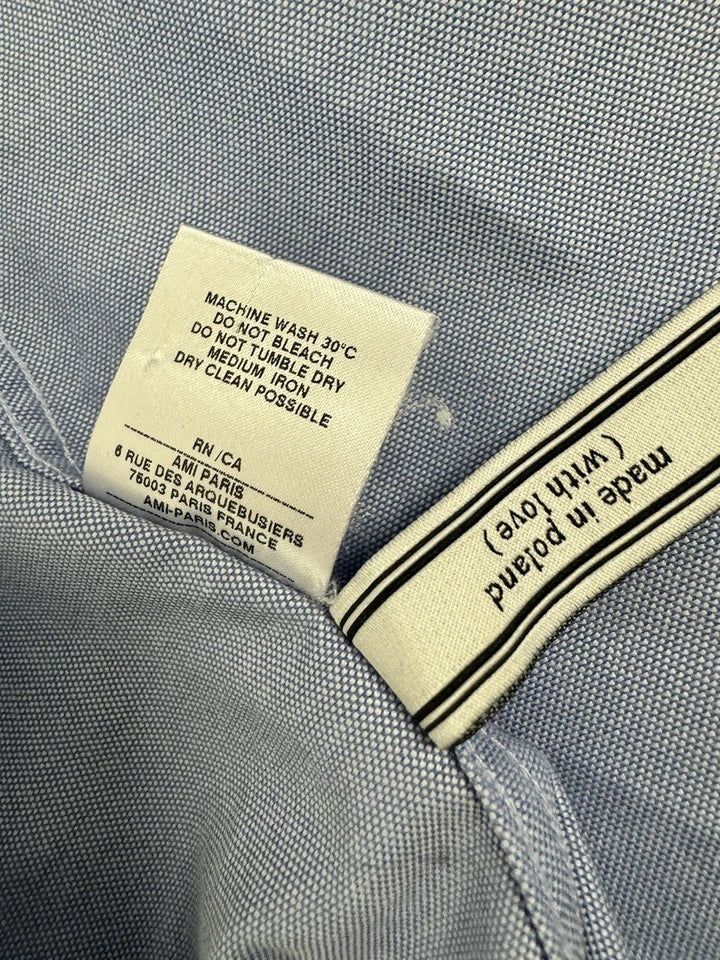 MACHINE WASH 30°C
DO NOT BLEACH
DO NOT TUMBLE DRY
MEDIUM IRON
DRY CLEAN POSSIBLE
RN /CA
AMI PARIS
6 RUE DES ARQUEBUSIERS
75003 PARIS FRANCE
AMI-PARIS.COM
made in poland
( with love )